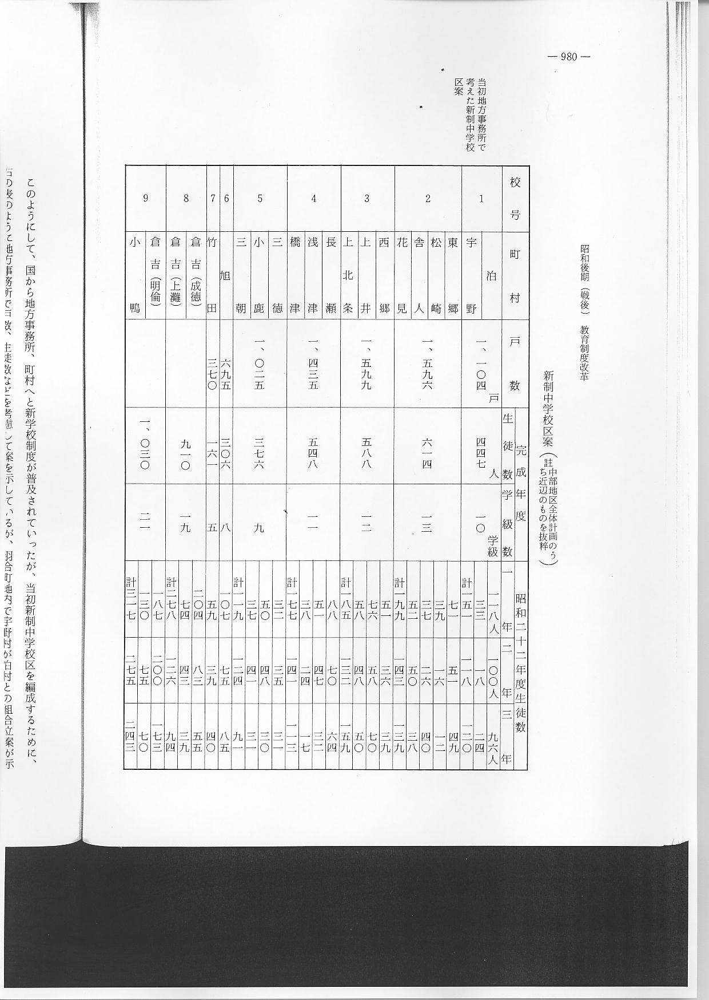 — 980 —
昭和後期（戦後）　教育制度改革
当初地方事務所で
考えた新制中学校
区案
新制中学校区案（註中部地区全体計画のう
ち近辺のものを抜粋）
校号　町村　戸数　完成年度　生徒数　学級数　昭和二十二年度生徒数　一年　二年　三年
1　泊　宇野　一、一〇四戸　四四七人　一〇学級
一一八人　一〇〇人　九六人
三三　一八　二四
計一五一　一一八　一二〇
2　東郷　松崎　舎人　花見　一、五九六　六一四　一三
七一　五一　四九
三九　一六　一二
三七　二六　四〇
五二　五〇　三八
計一九九　一四三　一三九
3　西郷　上井　上北条　一、五九九　五八八　一二
五一　三六　三九
七六　五八　七〇
五八　四八　五〇
計一八五　一三二　一五九
4　長瀬　浅津　橋津　一、四三五　五四八　一一
八八　七〇　六四
五一　四七　三二
三八　二四　一七
計一七七　一四一　一一三
5　三徳　小鹿　三朝　一、〇二五　三七六　九
三二　三五　三一
五〇　四八　三〇
三七　四一　三一
計一一九　一二四　九一
6　旭　六九五　三〇六　八
一〇七　七五　八五
7　竹田　三七〇　一六一　五
五九　三九　四〇
8　倉吉（成徳）　倉吉（上灘）　九一〇　一九
二〇四　八三　五五
七四　四三　三九
計二七八　一二六　九四
9　倉吉（明倫）　小鴨　一、〇三〇　二一
一八七　二〇〇　一七三
一三〇　七五　七〇
計三一七　二七五　二四三
このようにして、国から地方事務所、町村へと新学校制度が普及されていったが、当初新制中学校区を編成するために、
右の表のように地方事務所で戸数、生徒数などを考慮して案を示しているが、羽合町地内で宇野村が泊村との組合立案が示